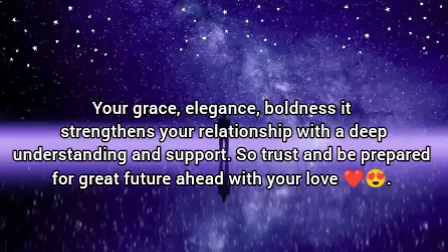 Your grace, elegance, boldness it
strengthens your relationship with a deep
understanding and support. So trust and be prepared
for great future ahead with your love ❤️😍.